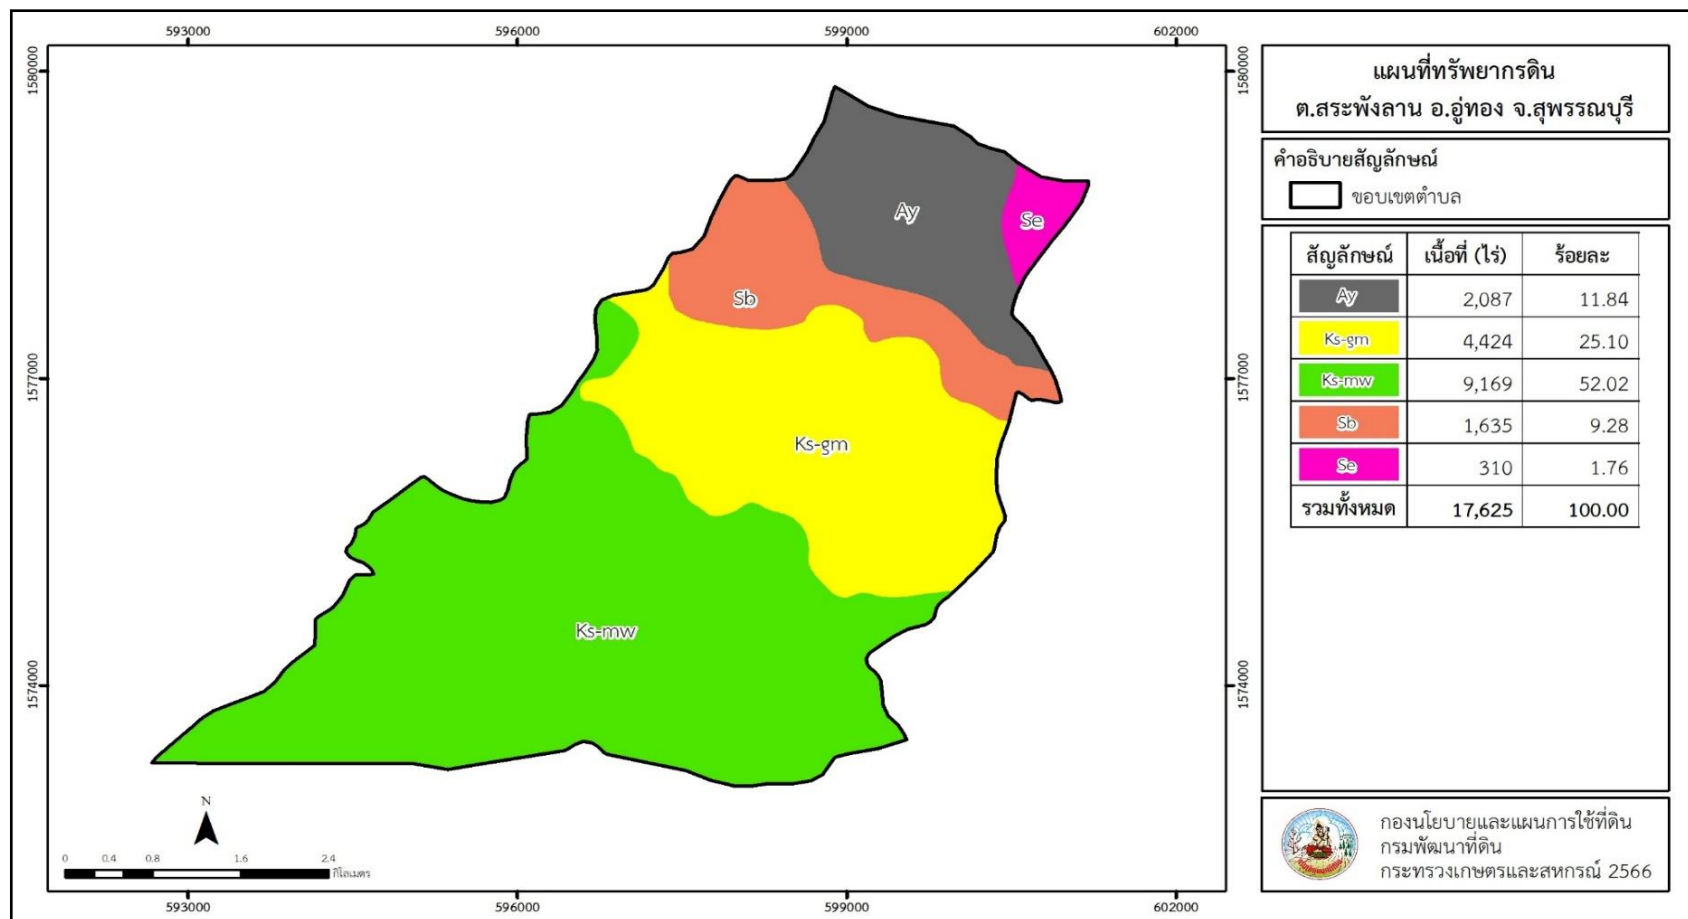 593000 596000 599000 602000
1580000 1580000
แผนที่ทรัพยากรดิน
ต.สระพังลาน อ.อู่ทอง จ.สุพรรณบุรี
คำอธิบายสัญลักษณ์
ขอบเขตตำบล
สัญลักษณ์ เนื้อที่ (ไร่) ร้อยละ
Ay 2,087 11.84
Ks-gm 4,424 25.10
Ks-mw 9,169 52.02
Sb 1,635 9.28
Se 310 1.76
รวมทั้งหมด 17,625 100.00
Ay
Se
Sb
1577000 1577000
Ks-gm
Ks-mw
1574000 1574000
N
0 0.4 0.8 1.6 2.4
กิโลเมตร
593000 596000 599000 602000
กองนโยบายและแผนการใช้ที่ดิน
กรมพัฒนาที่ดิน
กระทรวงเกษตรและสหกรณ์ 2566